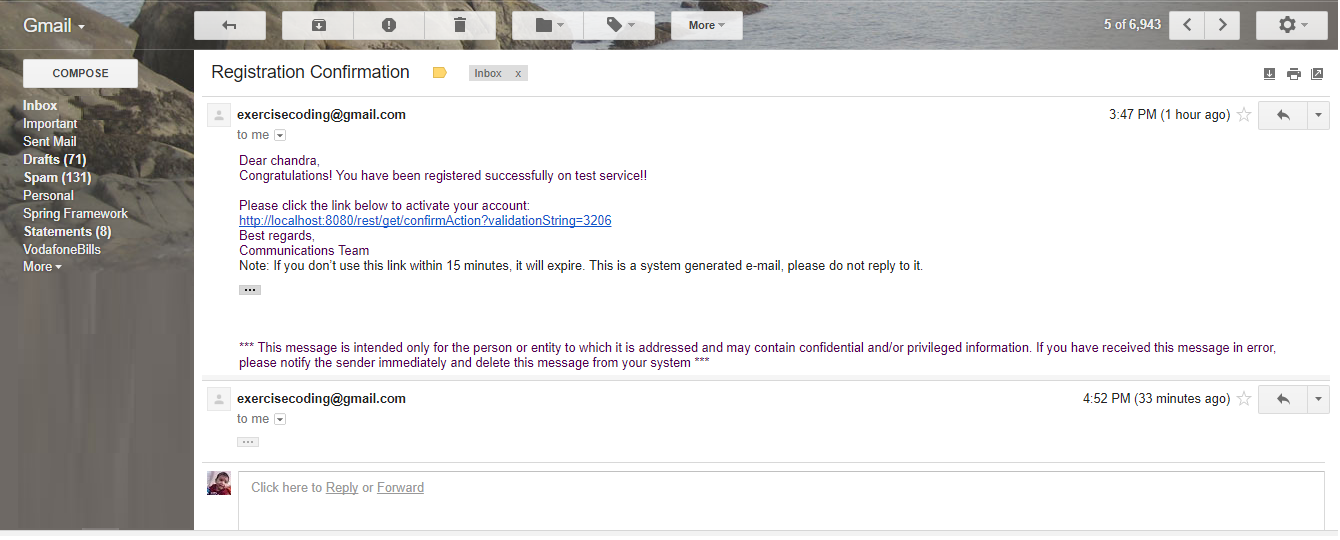 Gmail
More
5 of 6,943
COMPOSE
Inbox
Important
Sent Mail
Drafts (71)
Spam (131)
Personal
Spring Framework
Statements (8)
VodafoneBills
More
Registration Confirmation
Inbox x
exercisecoding@gmail.com
3:47 PM (1 hour ago)
to me
Dear chandra,
Congratulations! You have been registered successfully on test service!!
Please click the link below to activate your account:
http://localhost:8080/rest/get/confirmAction?validationString=3206
Best regards,
Communications Team
Note: If you don't use this link within 15 minutes, it will expire. This is a system generated e-mail, please do not reply to it.
*** This message is intended only for the person or entity to which it is addressed and may contain confidential and/or privileged information. If you have received this message in error,
please notify the sender immediately and delete this message from your system ***
exercisecoding@gmail.com
4:52 PM (33 minutes ago)
to me
Click here to Reply or Forward